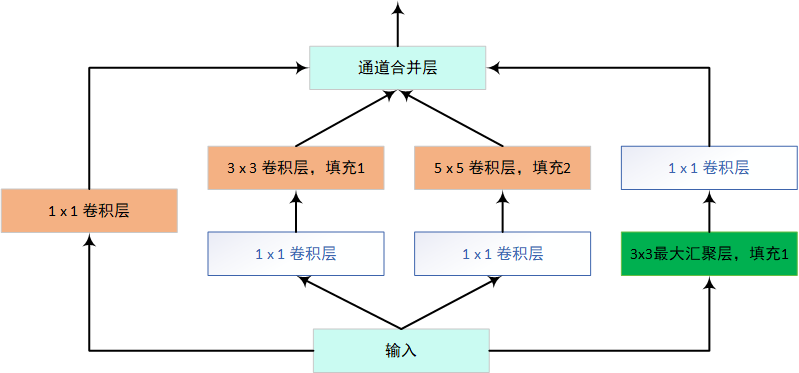 通道合并层
3 x 3 卷积层，填充1
5 x 5 卷积层，填充2
1 x 1 卷积层
1 x 1 卷积层
1 x 1 卷积层
1 x 1 卷积层
3x3最大汇聚层，填充1
输入